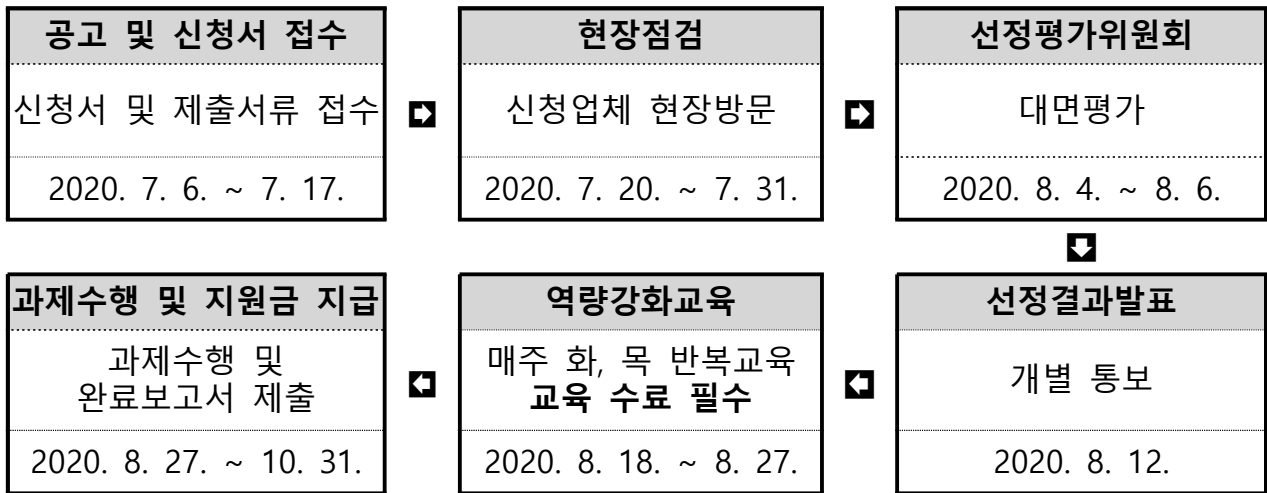 공고 및 신청서 접수
신청서 및 제출서류 접수
2020. 7. 6. ~ 7. 17.
현장점검
신청업체 현장방문
2020. 7. 20. ~ 7. 31.
선정평가위원회
대면평가
2020. 8. 4. ~ 8. 6.
선정결과발표
개별 통보
2020. 8. 12.
역량강화교육
매주 화, 목 반복교육
교육 수료 필수
2020. 8. 18. ~ 8. 27.
과제수행 및 지원금 지급
과제수행 및
완료보고서 제출
2020. 8. 27. ~ 10. 31.